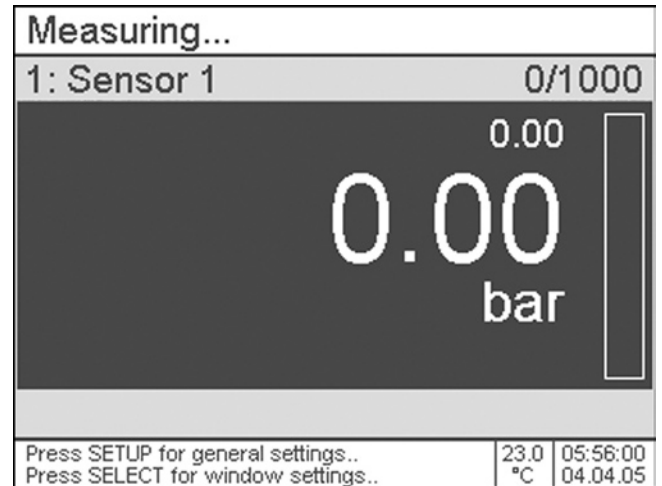 Measuring...
1: Sensor 1 0/1000
0.00
0.00
bar
Press SETUP for general settings.. 23.0 05:56:00
Press SELECT for window settings.. °C 04.04.05